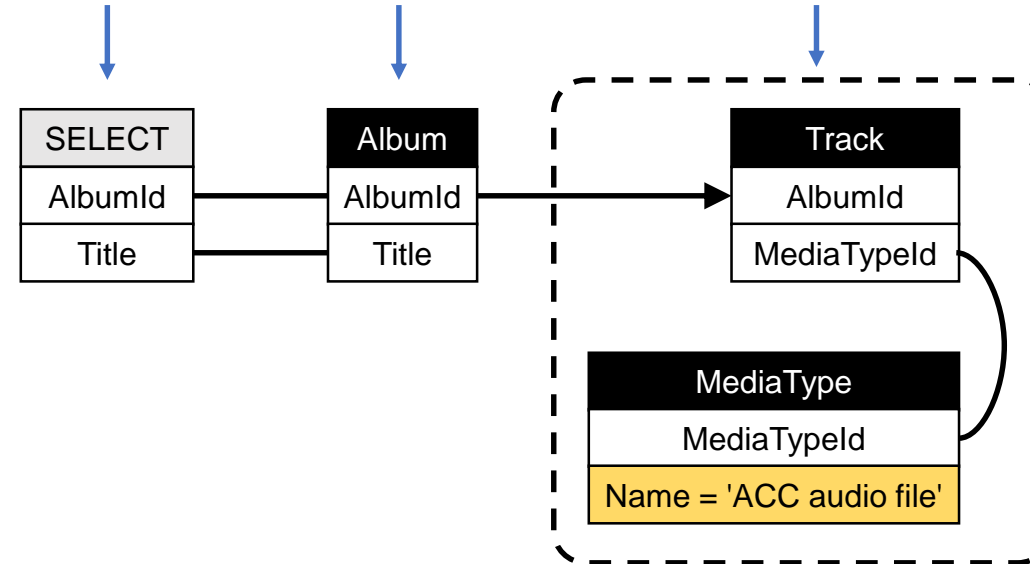 SELECT
AlbumId
Title
Album
AlbumId
Title
Track
AlbumId
MediaTypeId
MediaType
MediaTypeId
Name = 'ACC audio file'